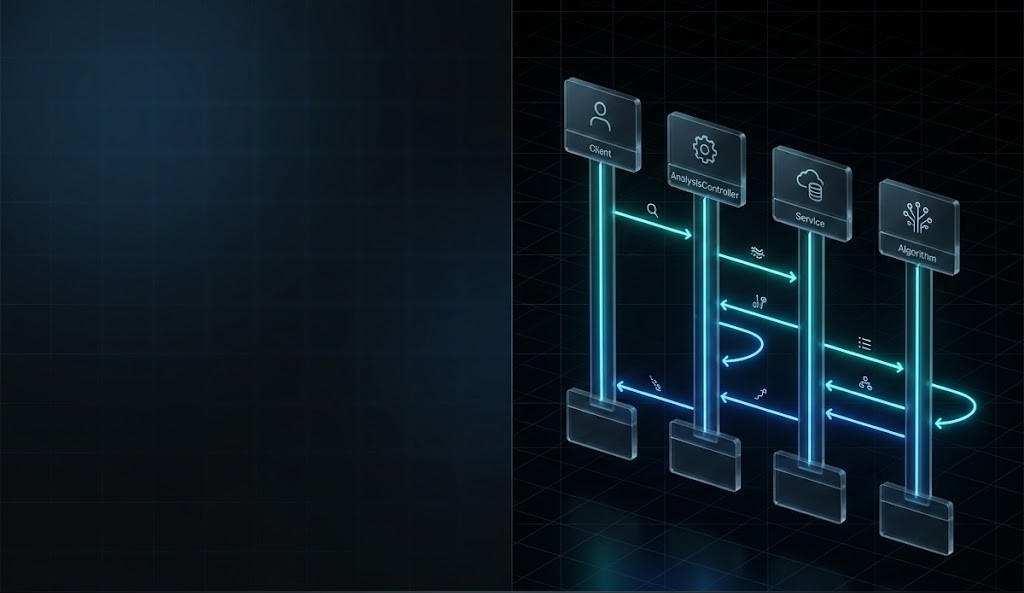 Client
AnalysisController
Service
Algorithm